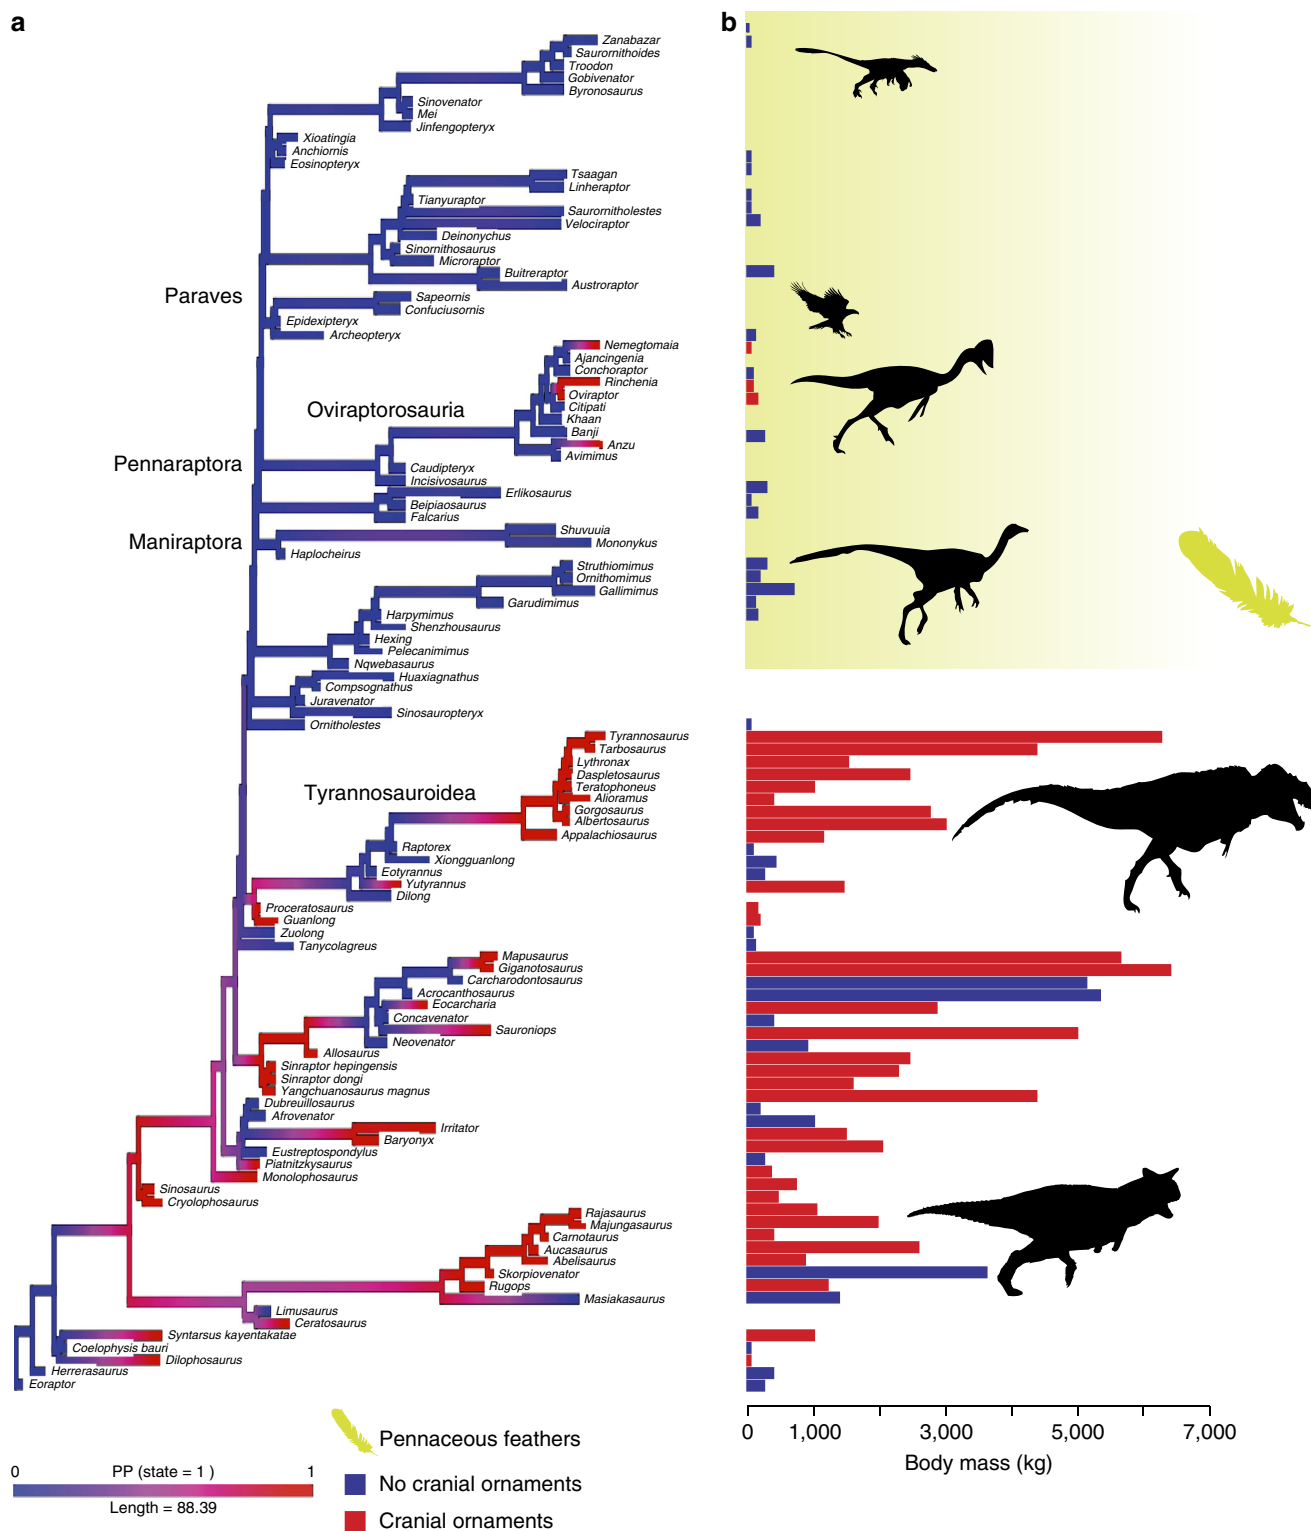 a
b
Zanabazar
Saurornithoides
Troodon
Gobivenator
Byronosaurus
Sinovenator
Mei
Jinfengopteryx
Xioatingia
Anchiornis
Eosinopteryx
Tsaagan
Linheraptor
Tianyuraptor
Saurornitholestes
Velociraptor
Deinonychus
Sinornithosaurus
Microraptor
Buitreraptor
Austroraptor
Paraves
Sapeornis
Confuciusornis
Epidexipteryx
Archeopteryx
Nemegtomaia
Ajancingenia
Conchoraptor
Rinchenia
Oviraptor
Oviraptorosauria
Citipati
Khaan
Banji
Anzu
Avimimus
Pennaraptora
Caudipteryx
Incisivosaurus
Erlikosaurus
Beipiaosaurus
Falcarius
Shuvuuia
Maniraptora
Mononykus
Haplocheirus
Struthiomimus
Ornithomimus
Gallimimus
Garudimimus
Harpymimus
Shenzhousaurus
Hexing
Pelecanimimus
Nqwebasaurus
Huaxiagnathus
Compsognathus
Juravenator
Sinosauropteryx
Ornitholestes
Tyrannosaurus
Tarbosaurus
Lythronax
Daspletosaurus
Teratophoneus
Tyrannosauroidea
Alioramus
Gorgosaurus
Albertosaurus
Appalachiosaurus
Raptorex
Xiongguanlong
Eotyrannus
Yutyrannus
Dilong
Proceratosaurus
Guanlong
Zuolong
Tanycolagreus
Mapusaurus
Giganotosaurus
Carcharodontosaurus
Acrocanthosaurus
Eocarcharia
Concavenator
Sauroniops
Neovenator
Allosaurus
Sinraptor hepingensis
Sinraptor dongi
Yangchuanosaurus magnus
Dubreuillosaurus
Afrovenator
Irritator
Baryonyx
Eustreptospondylus
Piatnitzkysaurus
Monolophosaurus
Sinosaurus
Cryolophosaurus
Rajasaurus
Majungasaurus
Carnotaurus
Aucasaurus
Abelisaurus
Skorpiovenator
Rugops
Masiakasaurus
Limusaurus
Ceratosaurus
Syntarsus kayentakatae
Coelophysis bauri
Dilophosaurus
Herrerasaurus
Eoraptor
0 1,000 3,000 5,000 7,000
Body mass (kg)
Pennaceous feathers
No cranial ornaments
Cranial ornaments
0 PP (state = 1 ) 1
Length = 88.39